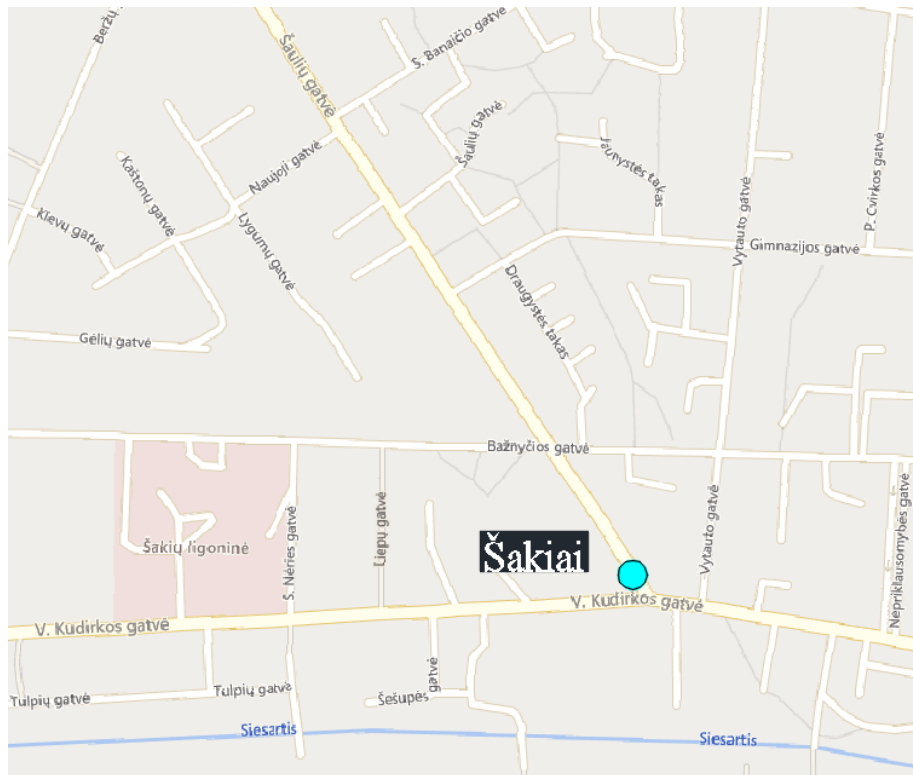 Beržų
Šaulių gatvė
S. Banaičio gatvė
Šaulių gatvė
Jaunystės takas
P. Cvirkos gatvė
Kaštonų gatvė
Naujoji gatvė
Klevų gatvė
Lygumų gatvė
Vytauto gatvė
Gimnazijos gatvė
Draugystės takas
Gėlių gatvė
Bažnyčios gatvė
Šakių ligoninė
S. Nėries gatvė
Liepų gatvė
Šakiai
Vytauto gatvė
Nepriklausomybės gatvė
V. Kudirkos gatvė
V. Kudirkos gatvė
Tulpių gatvė
Tulpių gatvė
Šešupės gatvė
Siesartis
Siesartis